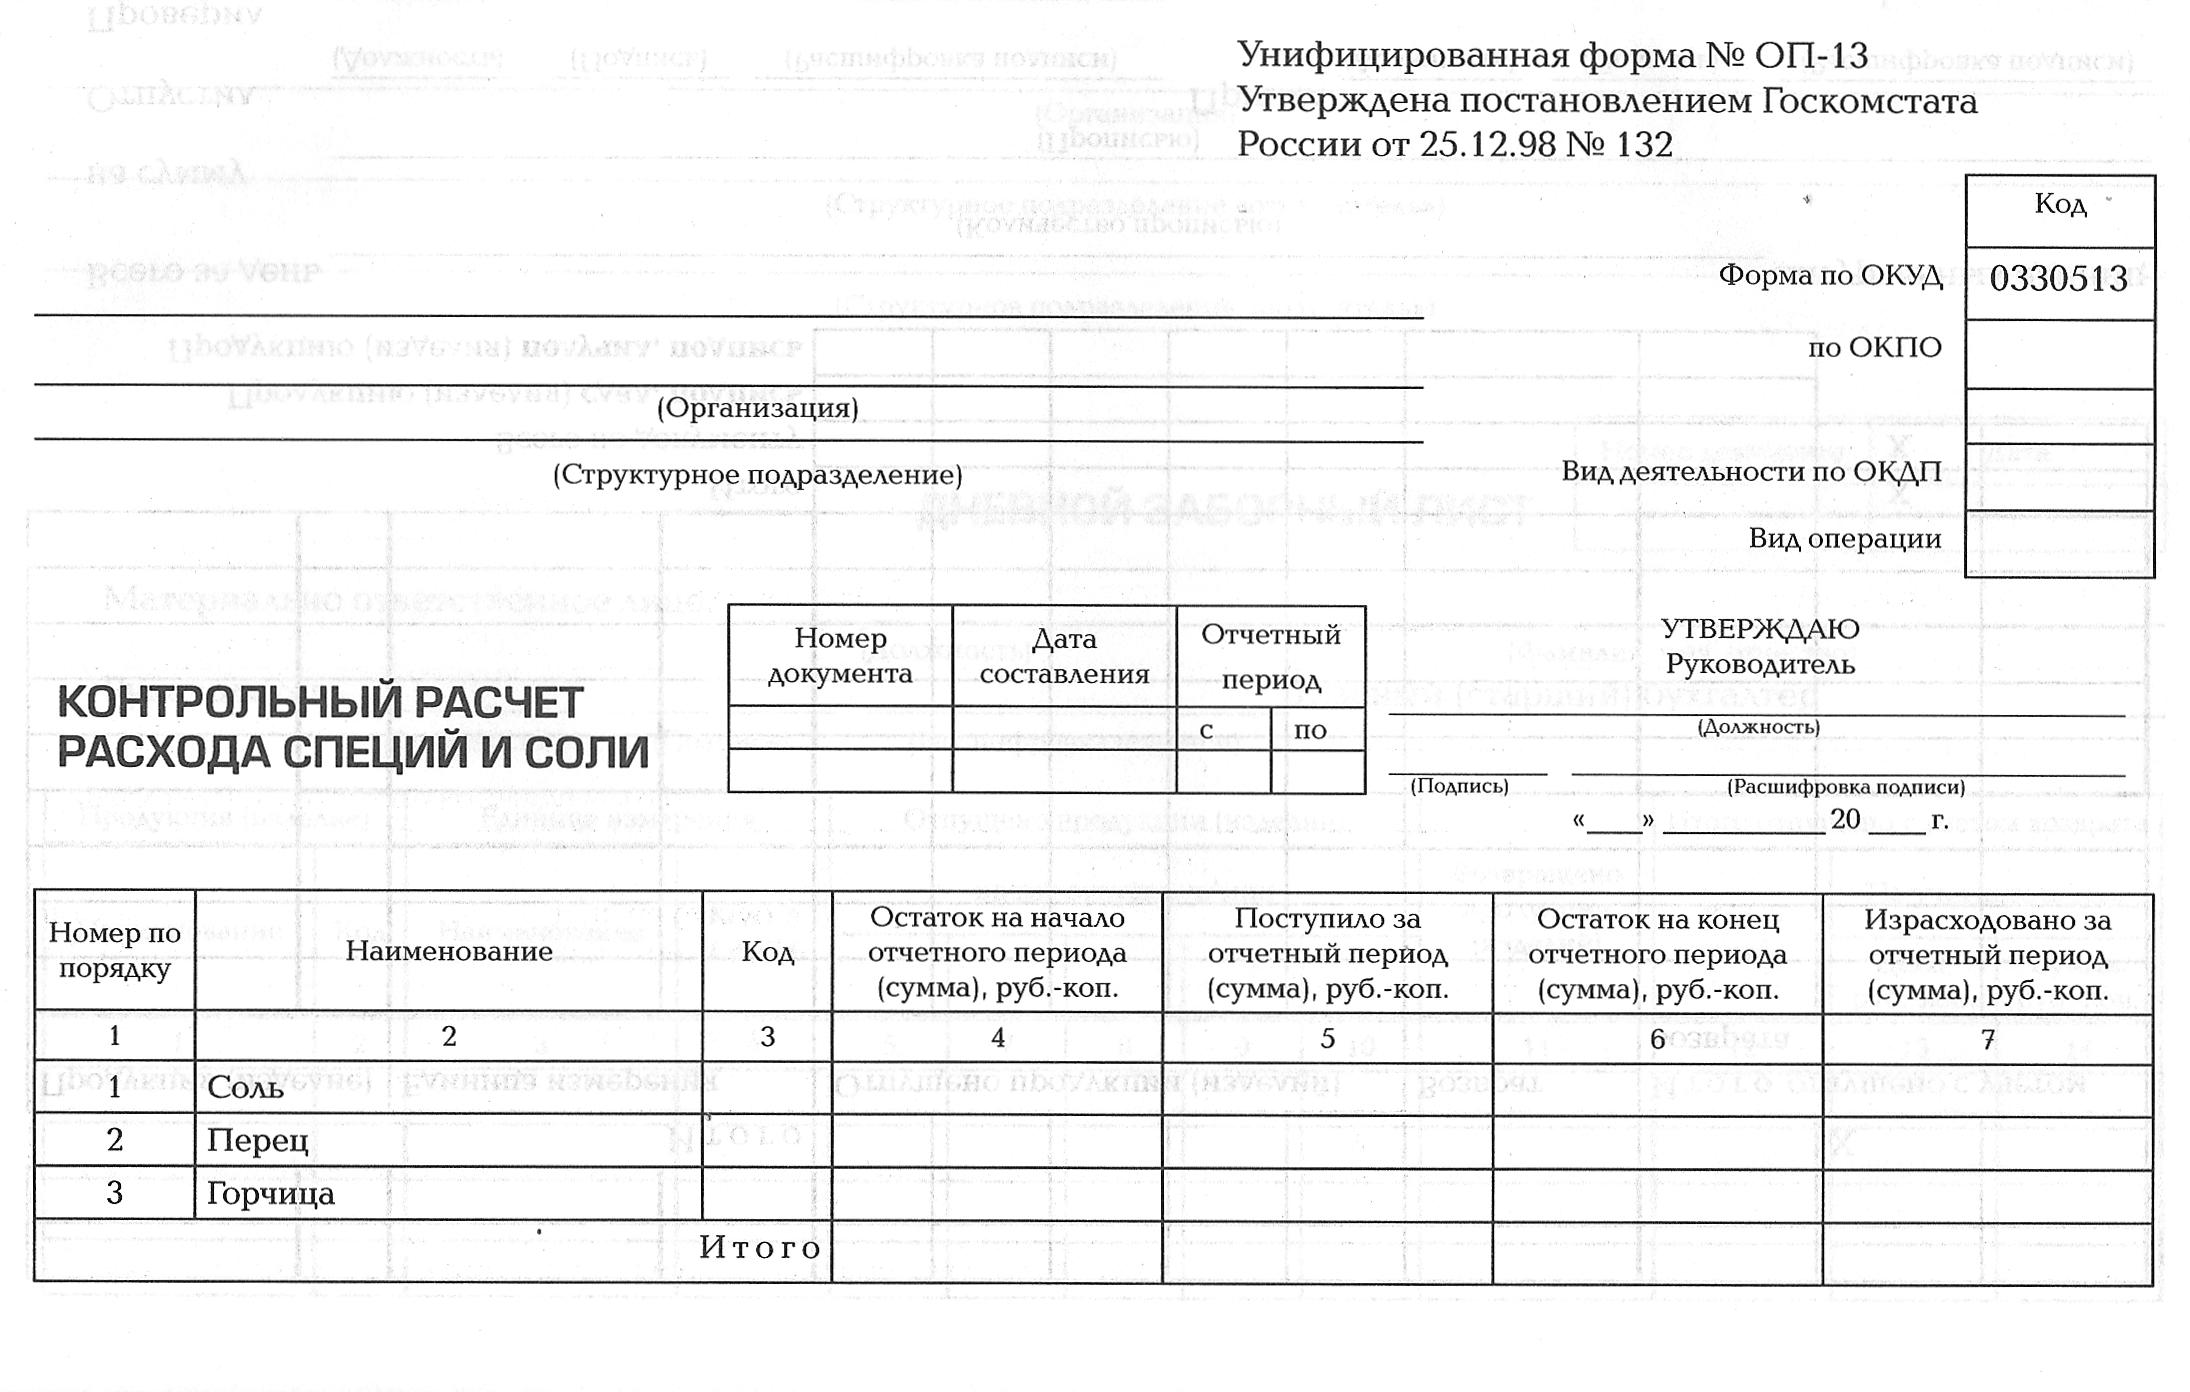 Унифицированная форма № ОП-13
Утверждена постановлением Госкомстата
России от 25.12.98 № 132
Код
Форма по ОКУД 0330513
по ОКПО
(Организация)
(Структурное подразделение)
Вид деятельности по ОКДП
Вид операции
КОНТРОЛЬНЫЙ РАСЧЕТ
РАСХОДА СПЕЦИЙ И СОЛИ
Номер документа
Дата составления
Отчетный период
с по
УТВЕРЖДАЮ
Руководитель
(Должность)
(Подпись) (Расшифровка подписи)
«____» ____________ 20 ____ г.
Номер по порядку
Наименование
Код
Остаток на начало отчетного периода (сумма), руб.-коп.
Поступило за отчетный период (сумма), руб.-коп.
Остаток на конец отчетного периода (сумма), руб.-коп.
Израсходовано за отчетный период (сумма), руб.-коп.
1 2 3 4 5 6 7
1 Соль
2 Перец
3 Горчица
Итого